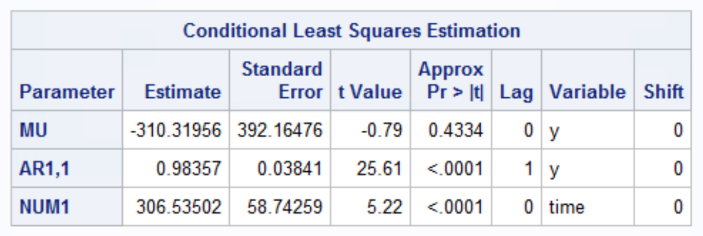 Conditional Least Squares Estimation
Parameter Estimate Standard Error t Value Approx Pr > |t| Lag Variable Shift
MU -310.31956 392.16476 -0.79 0.4334 0 y 0
AR1,1 0.98357 0.03841 25.61 <.0001 1 y 0
NUM1 306.53502 58.74259 5.22 <.0001 0 time 0